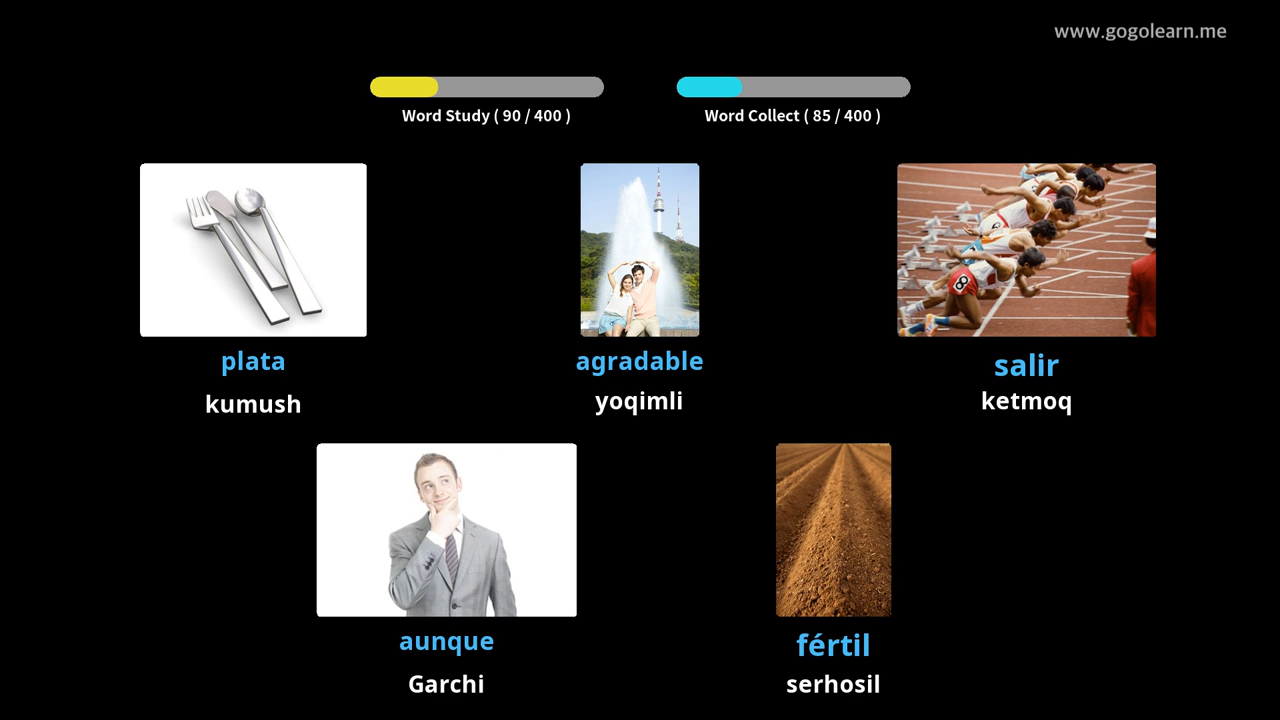 www.gogolearn.me
Word Study ( 90 / 400 )
Word Collect ( 85 / 400 )
plata
kumush
agradable
yoqimli
salir
ketmoq
aunque
Garchi
fértil
serhosil